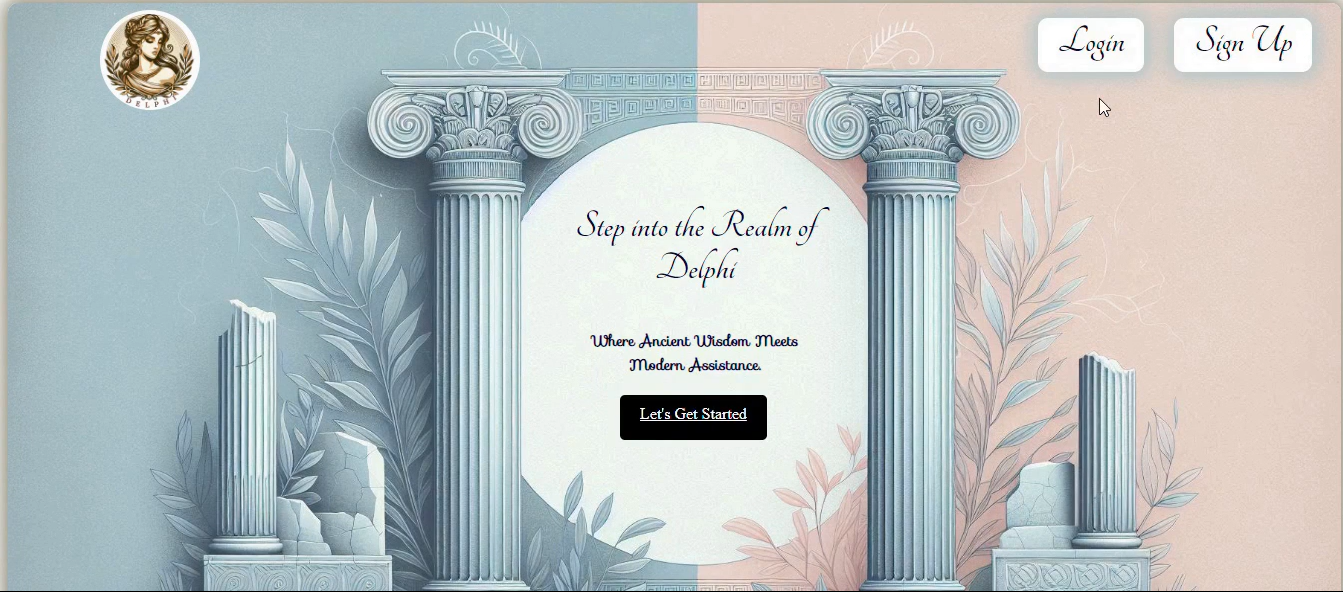 DELPHI
Login
Sign Up
Step into the Realm of
Delphi
Where Ancient Wisdom Meets
Modern Assistance.
Let's Get Started